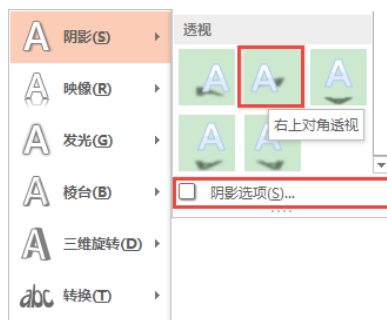 阴影(S)
映像(R)
发光(G)
棱台(B)
三维旋转(D)
abc 转换(T)
透视
右上对角透视
阴影选项(S)...